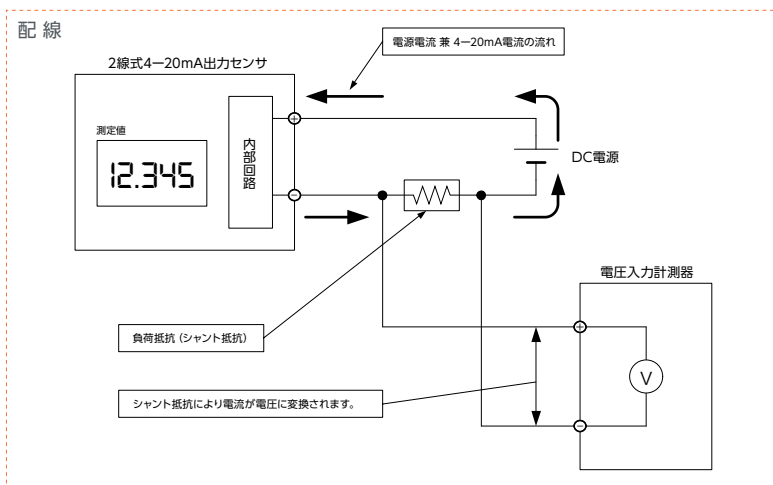 配線
電源電流 兼 4ー20mA電流の流れ
2線式4ー20mA出力センサ
測定値
12.345
内部回路
DC電源
電圧入力計測器
負荷抵抗 (シャント抵抗)
V
シャント抵抗により電流が電圧に変換されます。